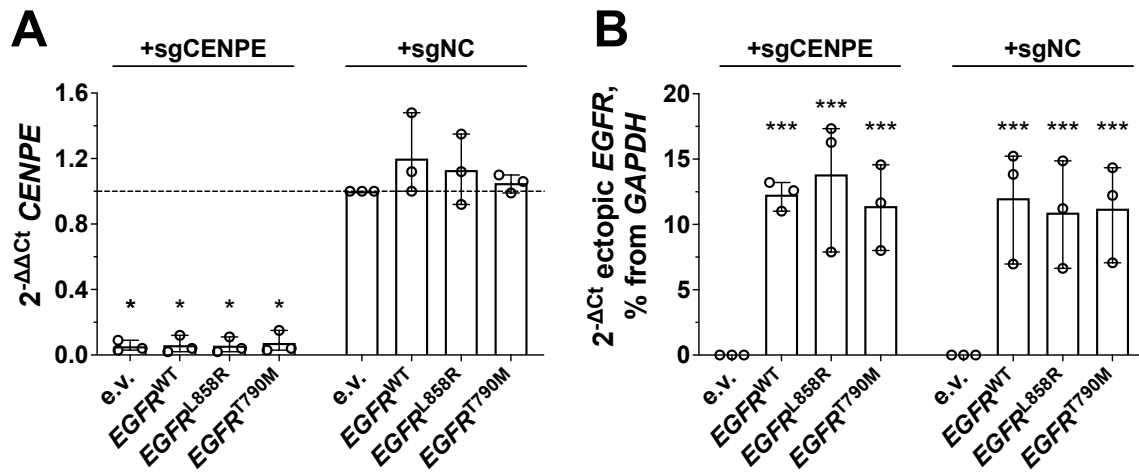 A
+sgCENPE +sgNC
2-ΔΔCt CENPE
1.6
1.2
0.8
0.4
0.0
* * * *
e.v. EGFRWT EGFRL858R EGFRT790M e.v. EGFRWT EGFRL858R EGFRT790M
B
+sgCENPE +sgNC
2-ΔCt ectopic EGFR,
% from GAPDH
20
15
10
5
0
*** *** *** *** *** ***
e.v. EGFRWT EGFRL858R EGFRT790M e.v. EGFRWT EGFRL858R EGFRT790M